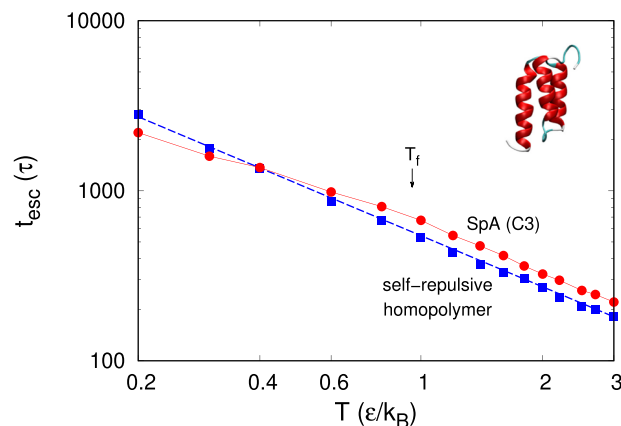 10000
1000
100
t_esc (τ)
T_f
SpA (C3)
self−repulsive
homopolymer
0.2
0.4
0.6
1
2
3
T (ε/k_B)